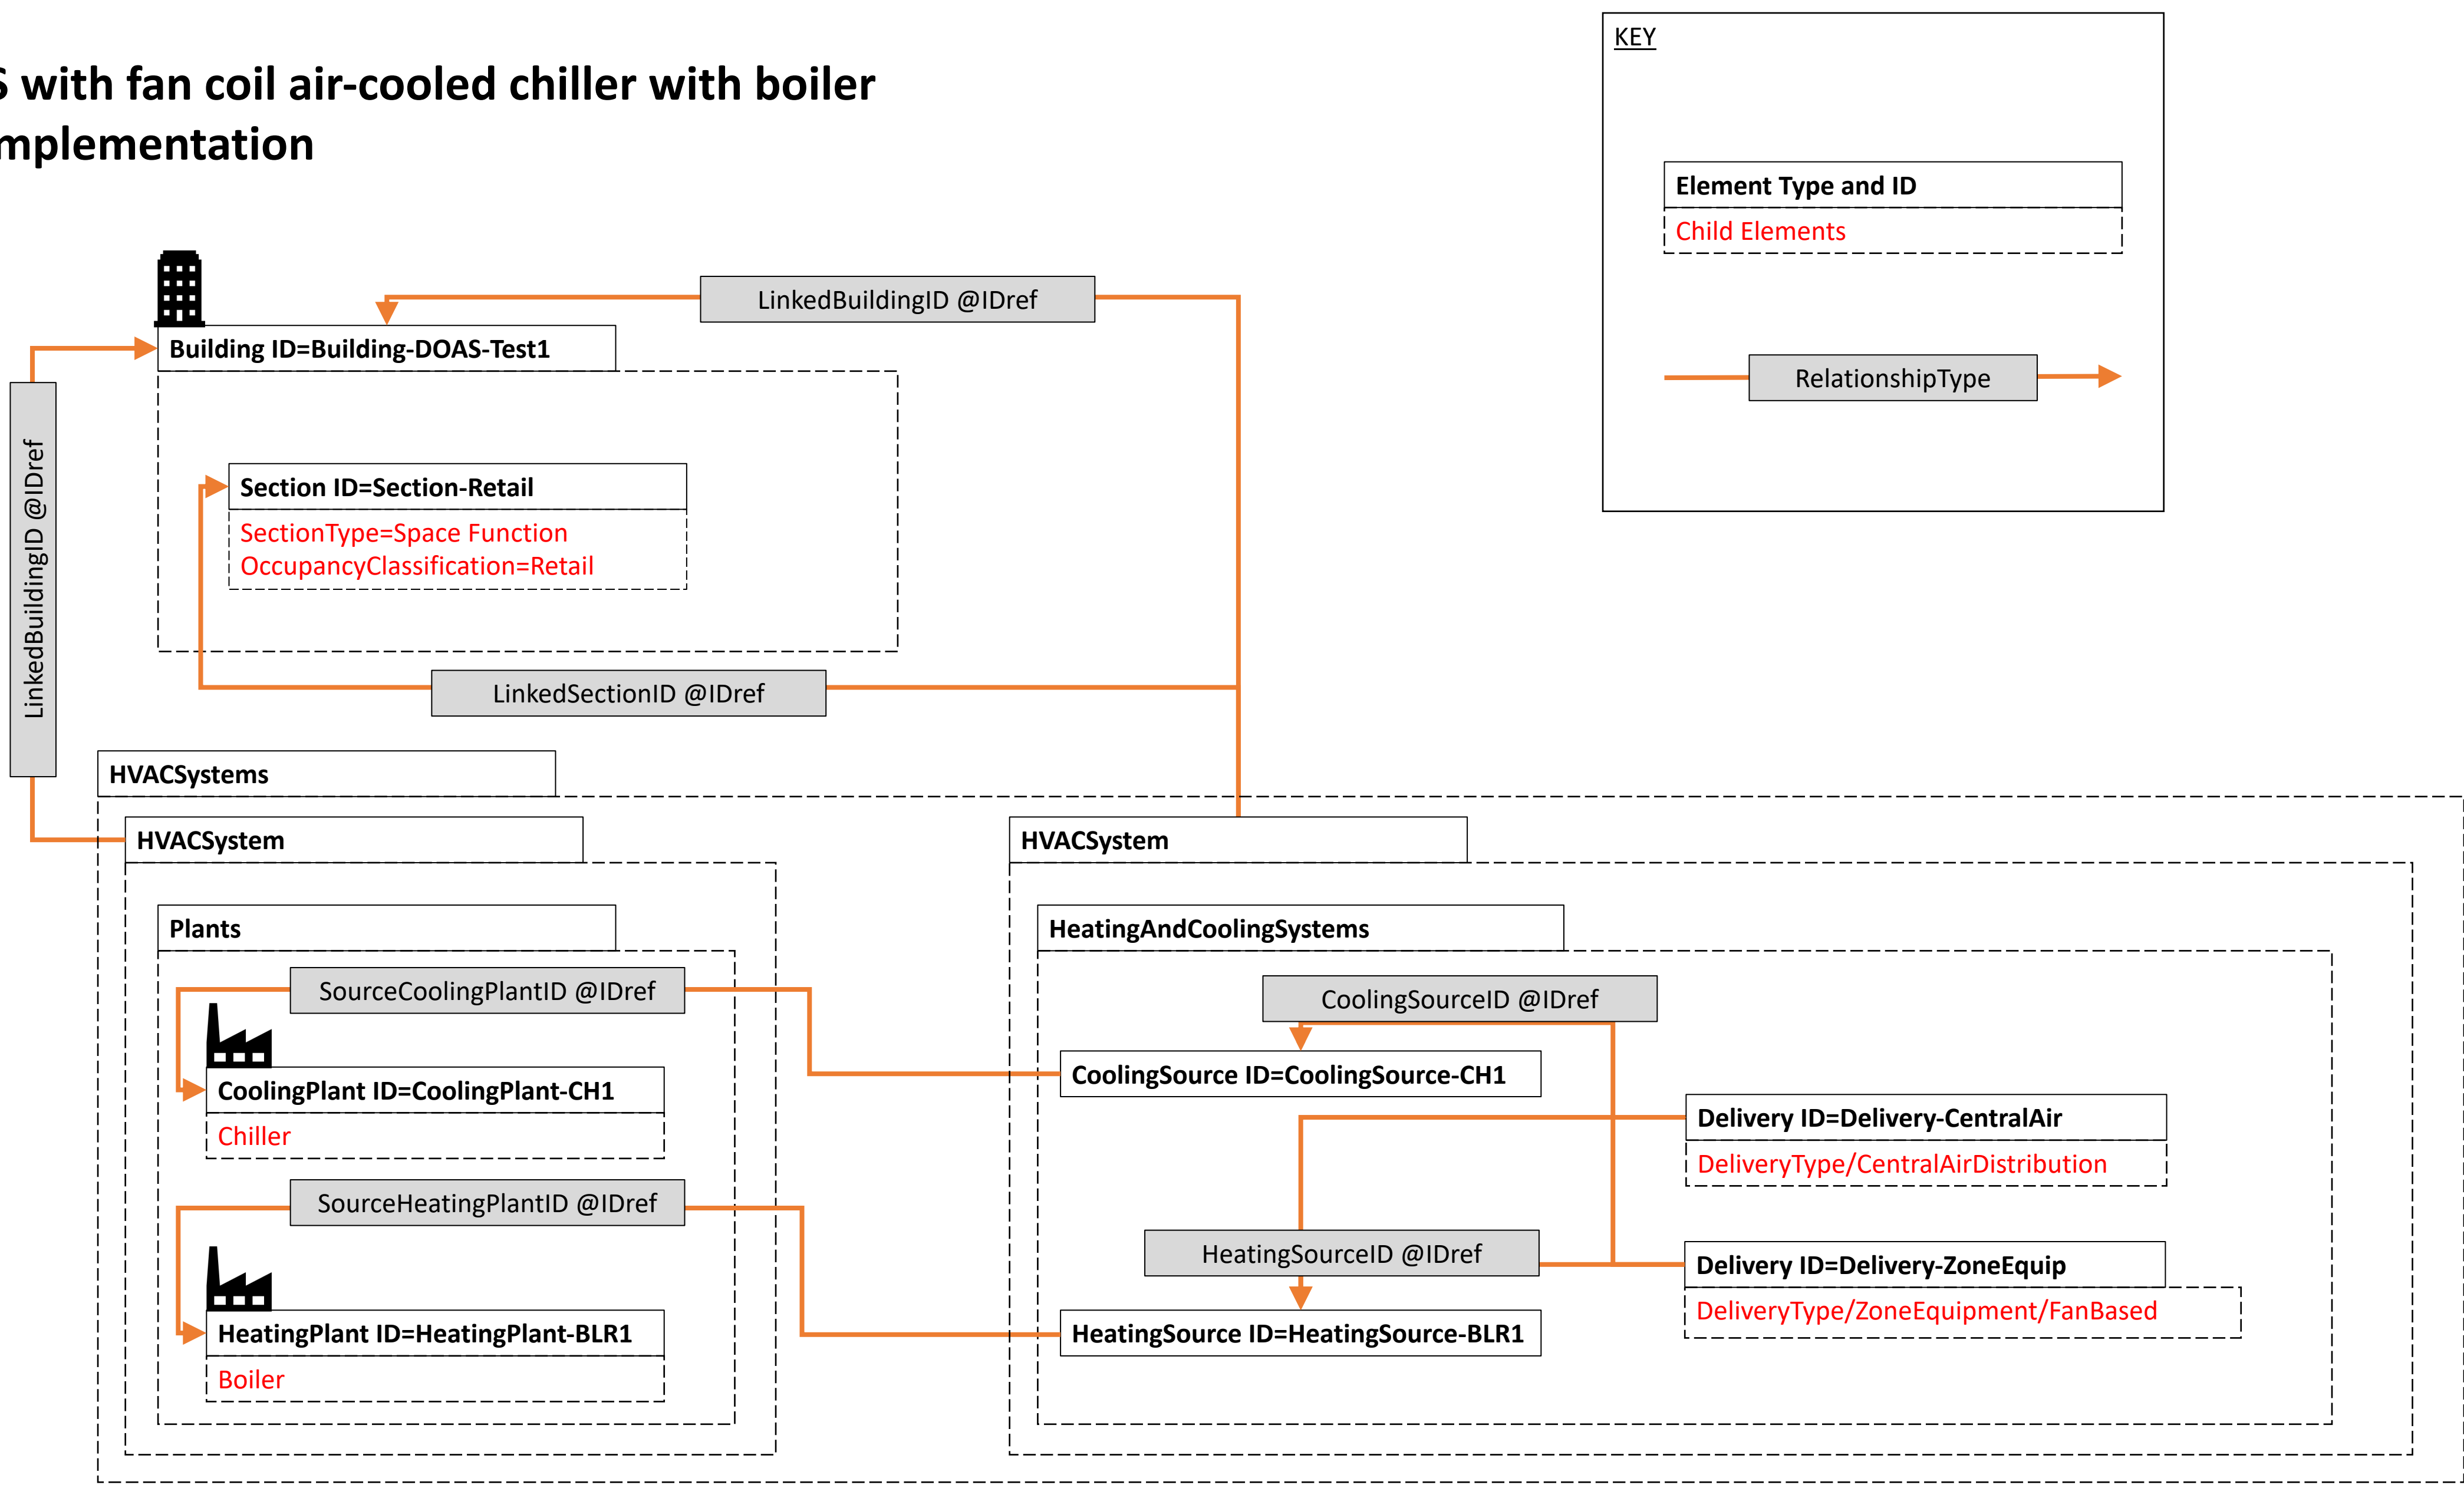 with fan coil air-cooled chiller with boiler
KEY
Element Type and ID
Child Elements
RelationshipType
LinkedBuildingID @IDref
Building ID=Building-DOAS-Test1
LinkedBuildingID @IDref
Section ID=Section-Retail
SectionType=Space Function
OccupancyClassification=Retail
LinkedSectionID @IDref
HVACSystems
HVACSystem
HVACSystem
Plants
HeatingAndCoolingSystems
SourceCoolingPlantID @IDref
CoolingSourceID @IDref
CoolingPlant ID=CoolingPlant-CH1
Chiller
CoolingSource ID=CoolingSource-CH1
Delivery ID=Delivery-CentralAir
DeliveryType/CentralAirDistribution
SourceHeatingPlantID @IDref
HeatingSourceID @IDref
Delivery ID=Delivery-ZoneEquip
DeliveryType/ZoneEquipment/FanBased
HeatingPlant ID=HeatingPlant-BLR1
Boiler
HeatingSource ID=HeatingSource-BLR1